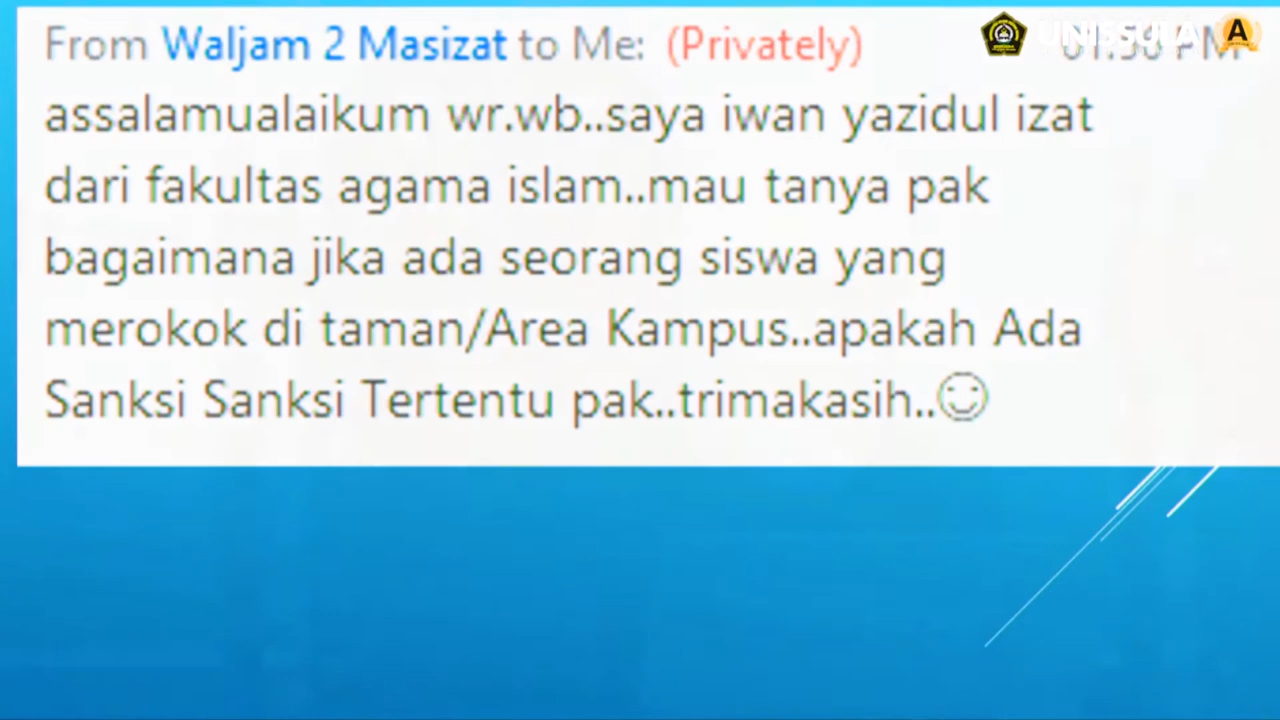 From Waljam 2 Masizat to Me: (Privately)
UNISSULA
A
assalamualaikum wr.wb..saya iwan yazidul izat
dari fakultas agama islam..mau tanya pak
bagaimana jika ada seorang siswa yang
merokok di taman/Area Kampus..apakah Ada
Sanksi Sanksi Tertentu pak..trimakasih..